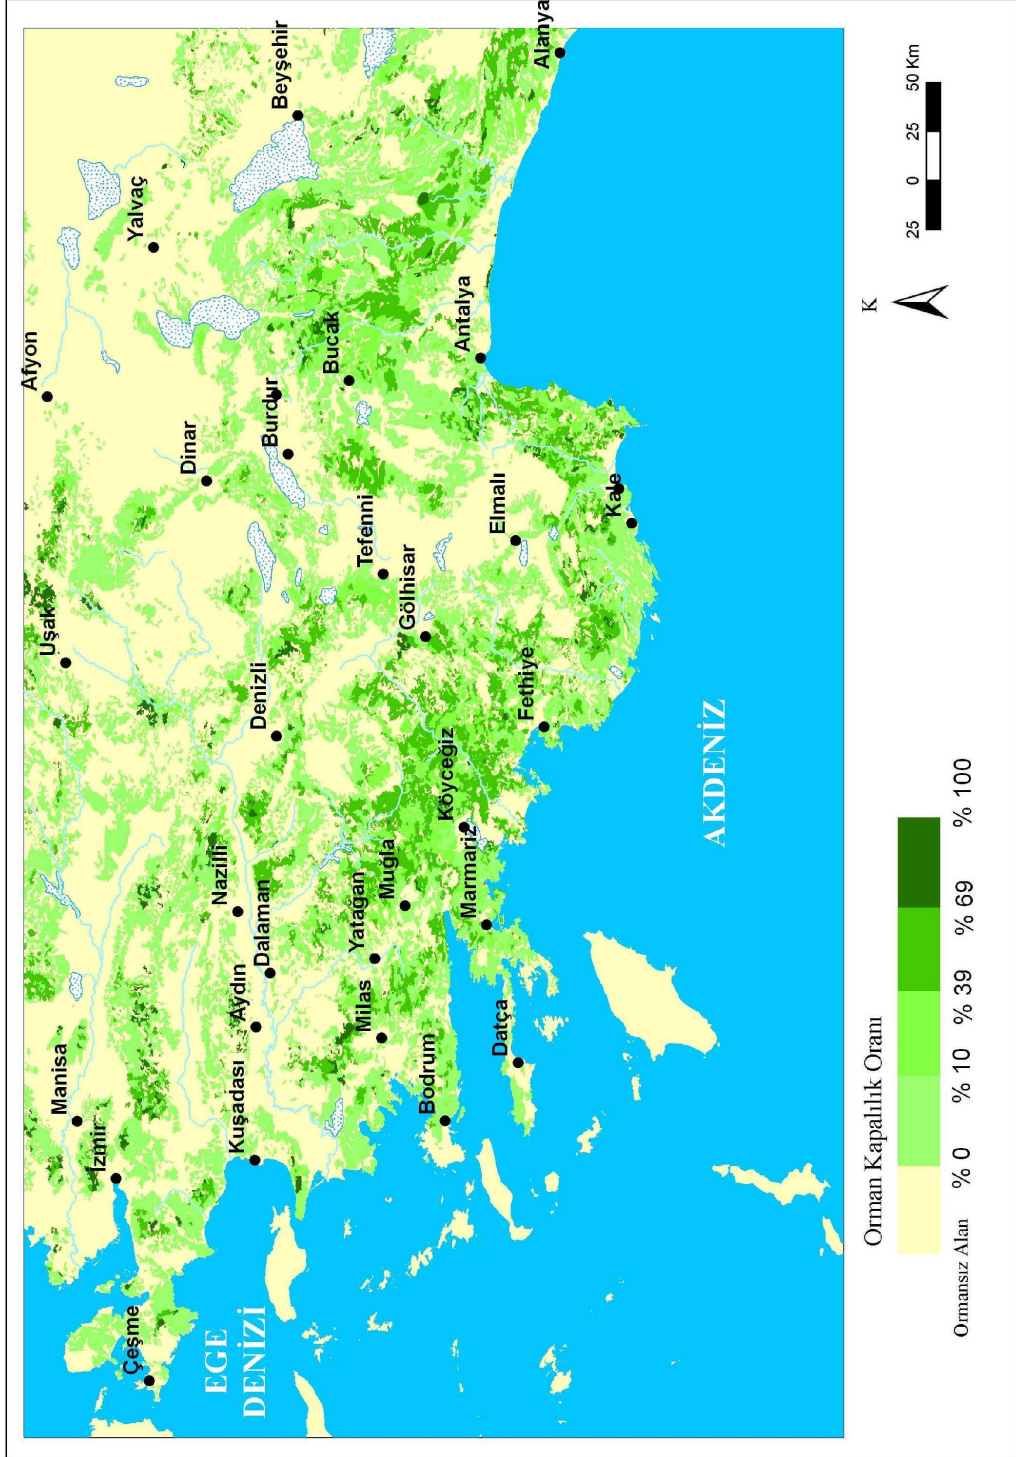 Afyon
Uşak
Manisa
İzmir
Yalvaç
Çeşme
Dinar
Nazilli
Kuşadası
Aydın
Dalaman
Denizli
Burdur
Beyşehir
EGE
DENİZİ
Bucak
Tefenni
Yatağan
Milas
Muğla
Gölhisar
Bodrum
Köyceğiz
Marmariz
Antalya
Datça
Elmalı
Fethiye
Alanya
Kale
AKDENİZ
Orman Kapalılık Oranı
Ormansız Alan
% 0
% 10
% 39
% 69
% 100
K
25
0
25
50 Km